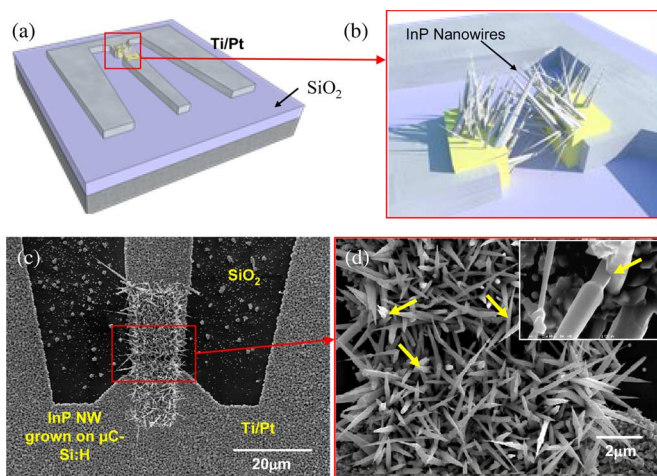 (a)
Ti/Pt
SiO2
(b)
InP Nanowires
(c)
SiO2
InP NW
grown on µC-
Si:H
Ti/Pt
20µm
(d)
2µm